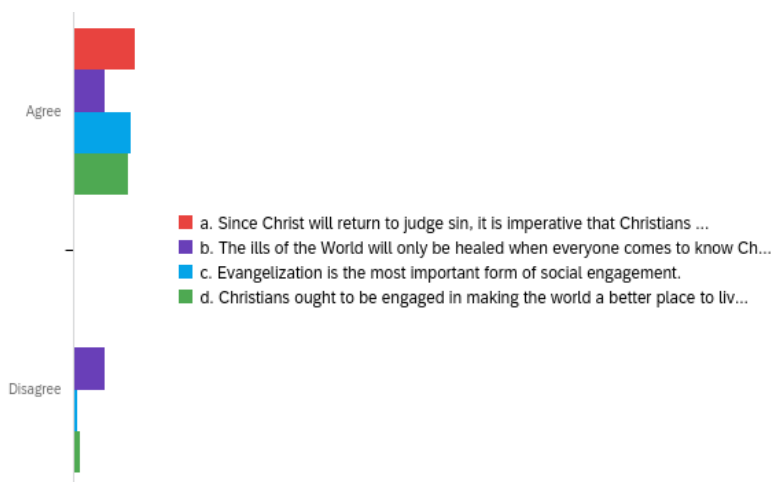 Agree
a. Since Christ will return to judge sin, it is imperative that Christians ...
b. The ills of the World will only be healed when everyone comes to know Ch...
c. Evangelization is the most important form of social engagement.
d. Christians ought to be engaged in making the world a better place to liv...
Disagree